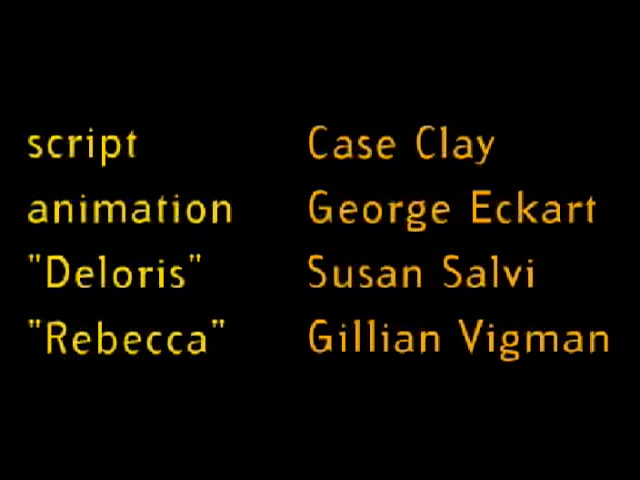 script Case Clay
animation George Eckart
"Deloris" Susan Salvi
"Rebecca" Gillian Vigman